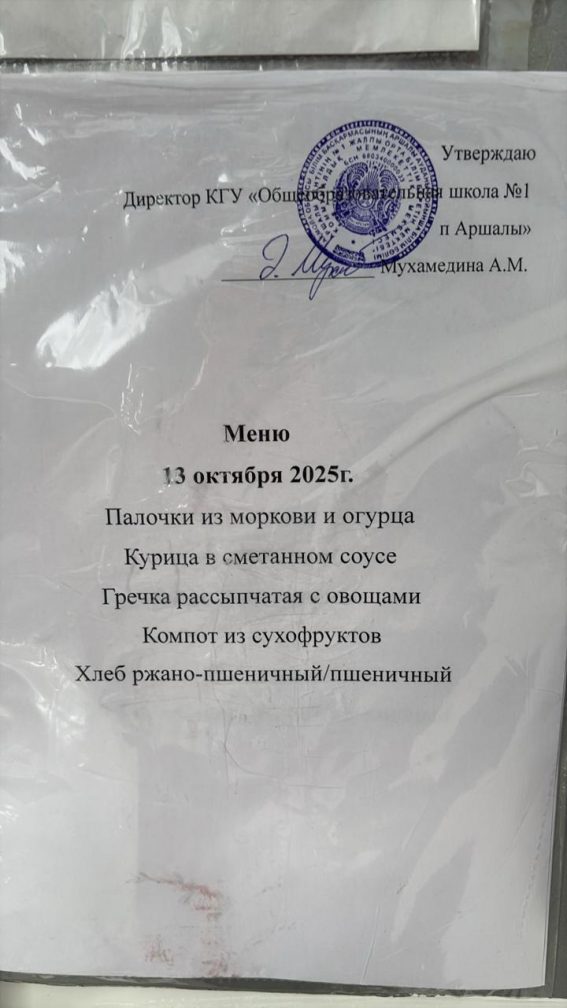 Утверждаю
Директор КГУ «Общеобразовательная школа №1
п Аршалы»
Мухамедина А.М.
Меню
13 октября 2025г.
Палочки из моркови и огурца
Курица в сметанном соусе
Гречка рассыпчатая с овощами
Компот из сухофруктов
Хлеб ржано-пшеничный/пшеничный